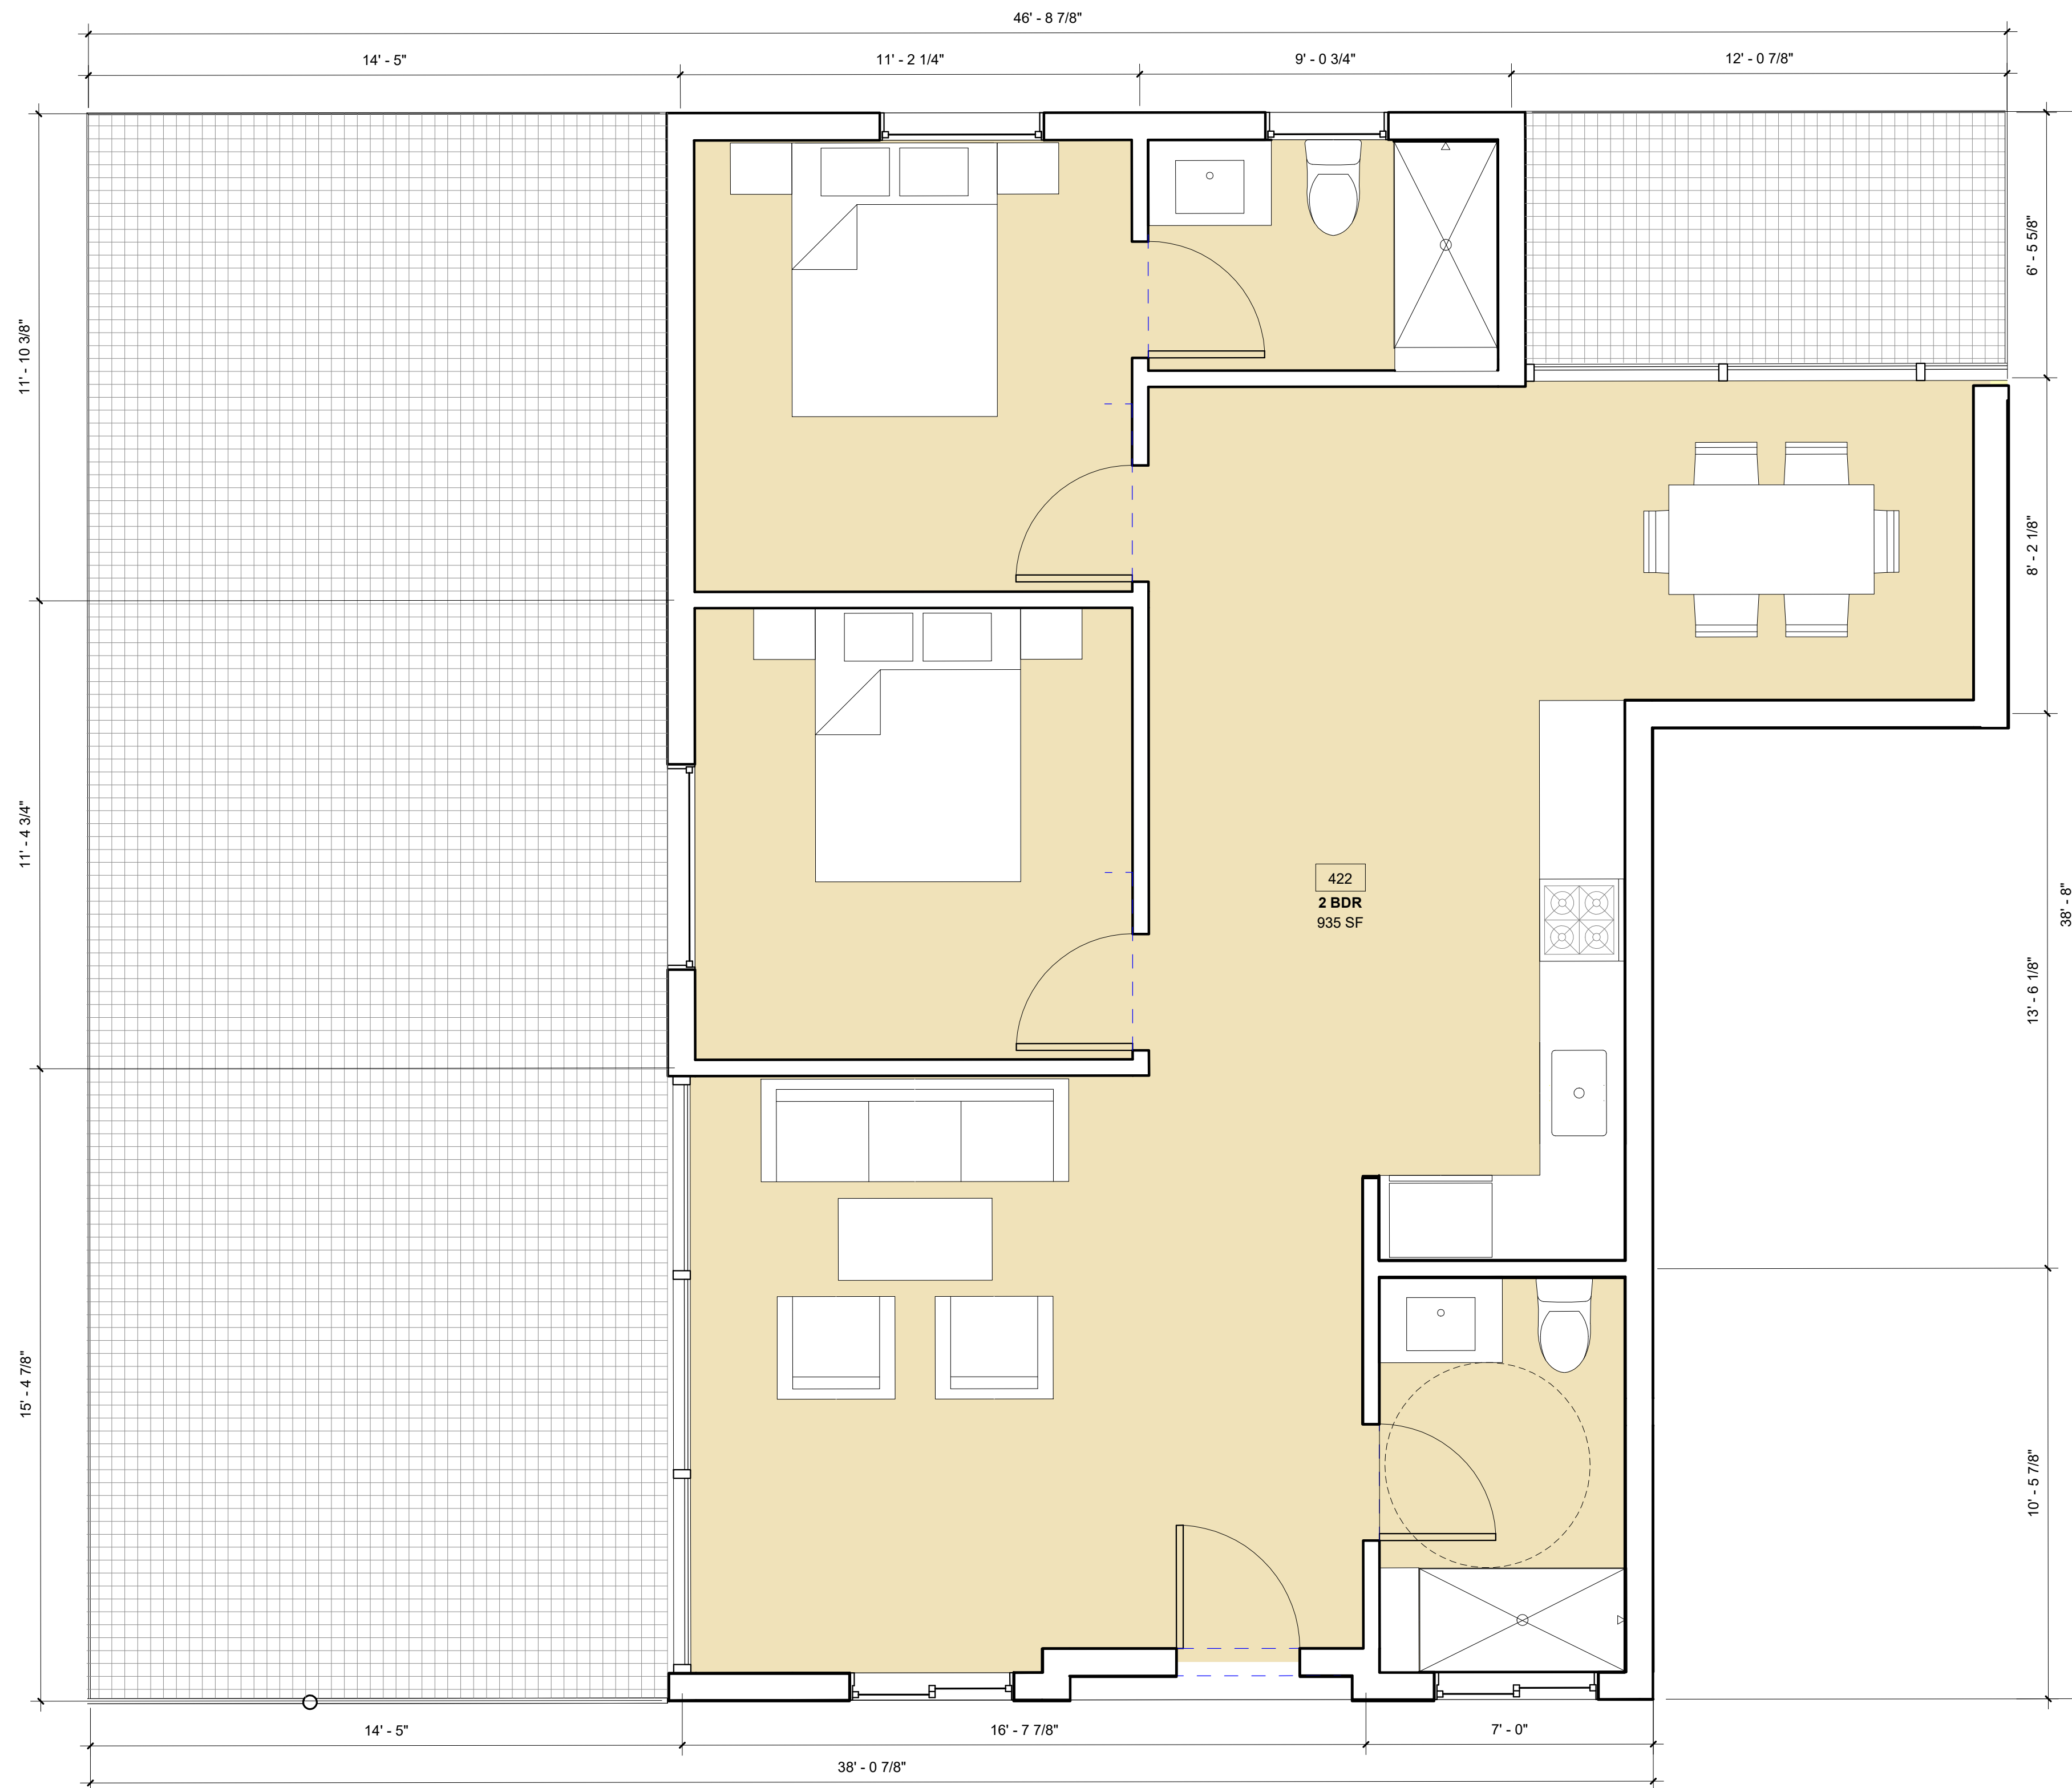 46' - 8 7/8"
14' - 5"
11' - 2 1/4"
9' - 0 3/4"
12' - 0 7/8"
11' - 10 3/8"
11' - 4 3/4"
15' - 4 7/8"
6' - 5 5/8"
8' - 2 1/8"
13' - 6 1/8"
10' - 5 7/8"
38' - 8"
422
2 BDR
935 SF
14' - 5"
16' - 7 7/8"
7' - 0"
38' - 0 7/8"